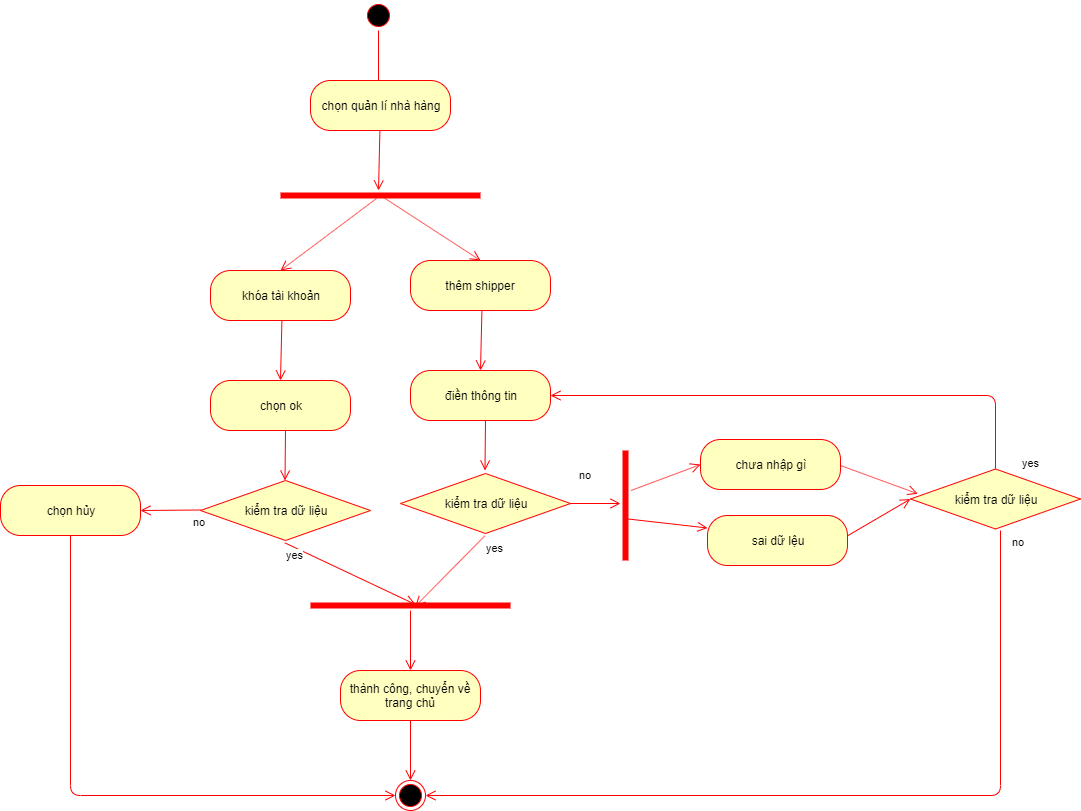 chọn quản lí nhà hàng
khóa tài khoản
thêm shipper
chọn ok
điền thông tin
no
chưa nhập gì
yes
kiểm tra dữ liệu
chọn hủy
no
kiểm tra dữ liệu
kiểm tra dữ liệu
sai dữ lệu
no
yes
yes
thành công, chuyển về
trang chủ